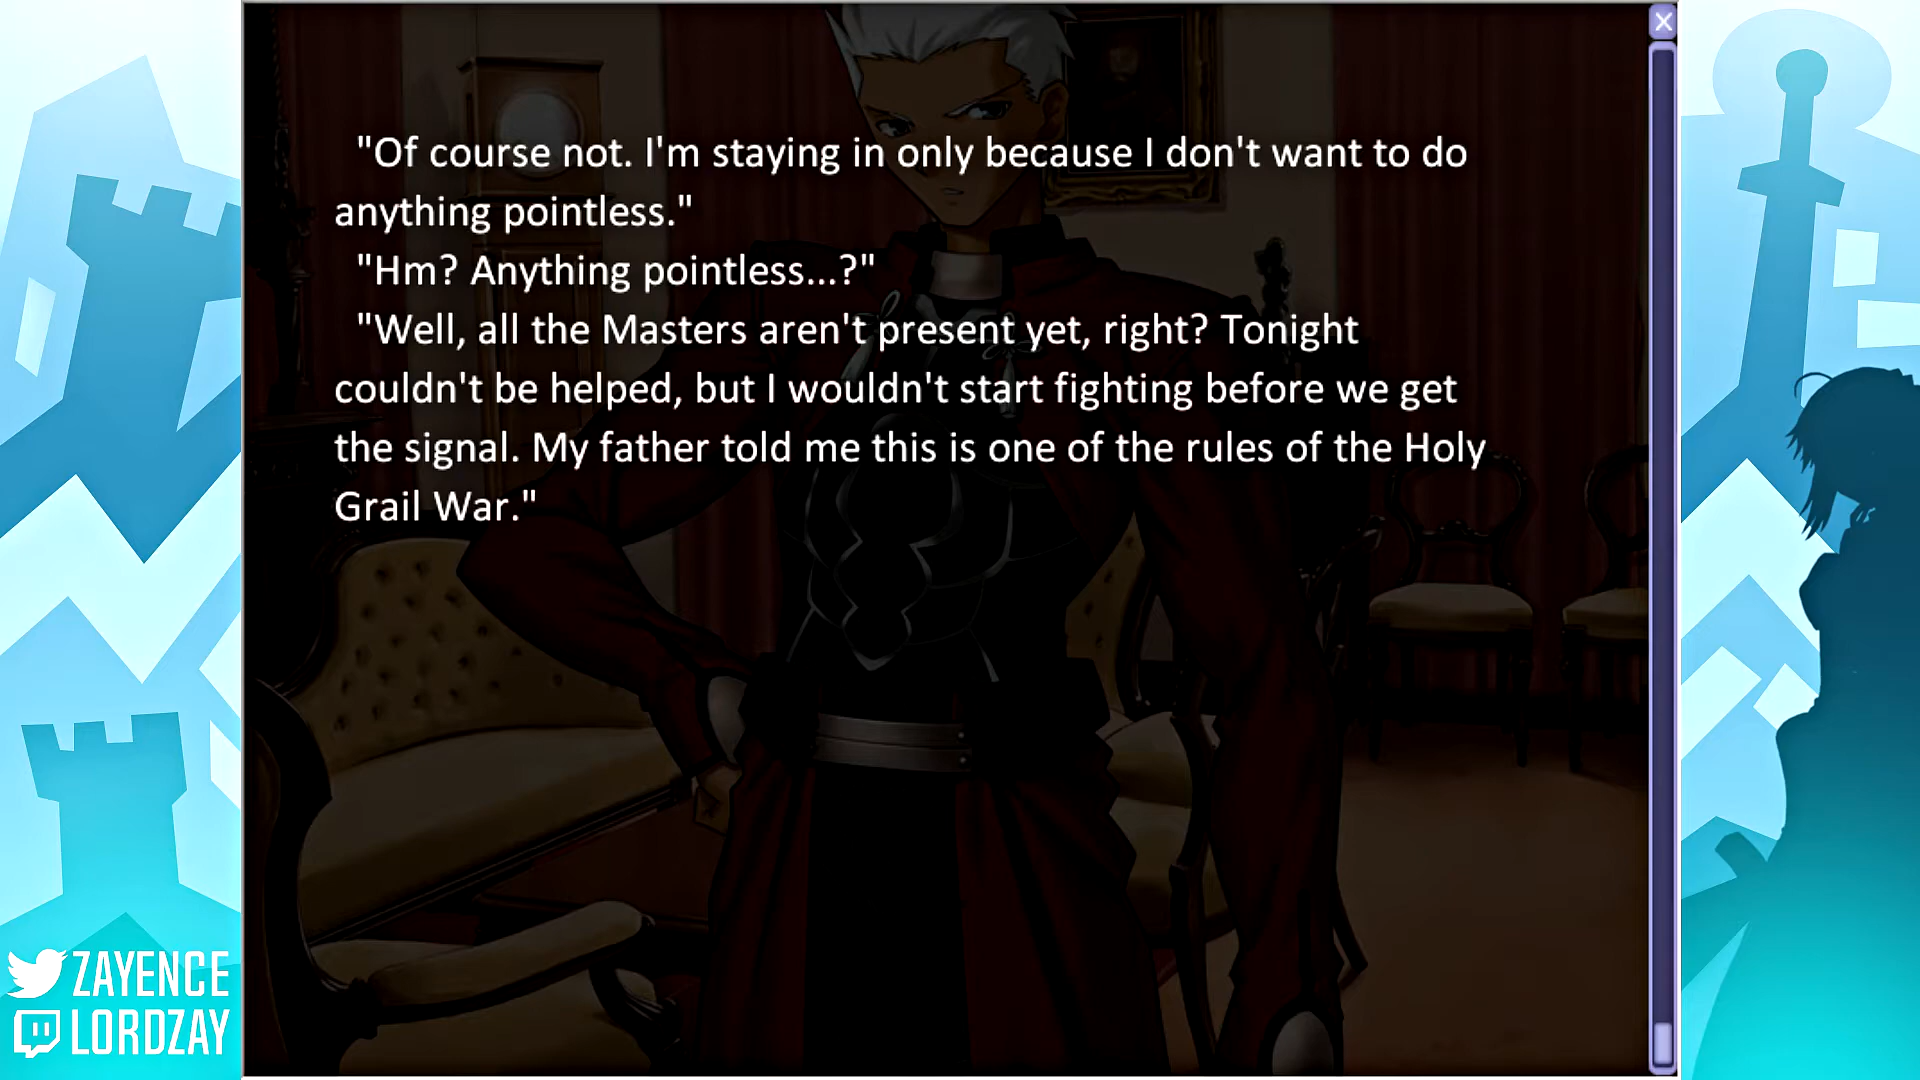 "Of course not. I'm staying in only because I don't want to do
anything pointless."
"Hm? Anything pointless...?"
"Well, all the Masters aren't present yet, right? Tonight
couldn't be helped, but I wouldn't start fighting before we get
the signal. My father told me this is one of the rules of the Holy
Grail War."
ZAYENCE
LORDZAY